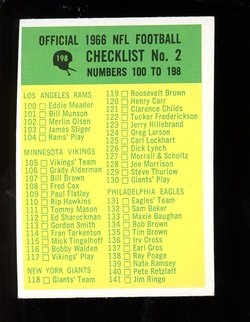 OFFICIAL 1966 NFL FOOTBALL
198
CHECKLIST No. 2
NUMBERS 100 TO 198
LOS ANGELES RAMS
100 Eddie Meader
101 Bill Munson
102 Merlin Olsen
103 James Stiger
104 Rams' Play
MINNESOTA VIKINGS
105 Vikings' Team
106 Grady Alderman
107 Bill Brown
108 Fred Cox
109 Paul Flatley
110 Rip Hawkins
111 Tommy Mason
112 Ed Sharockman
113 Gordon Smith
114 Fran Tarkenton
115 Mick Tingelhoff
116 Bobby Walden
117 Vikings' Play
NEW YORK GIANTS
118 Giants' Team
119 Roosevelt Brown
120 Henry Carr
121 Clarence Childs
122 Tucker Frederickson
123 Jerry Hillebrand
124 Greg Larson
125 Carl Lockhart
126 Dick Lynch
127 Morrall & Scholtz
128 Joe Morrison
129 Steve Thurlow
130 Giants' Play
PHILADELPHIA EAGLES
131 Eagles' Team
132 Sam Baker
133 Maxie Baughan
134 Bob Brown
135 Tim Brown
136 Irv Cross
137 Earl Gros
138 Ray Poage
139 Nate Ramsey
140 Pete Retzlaff
141 Jim Ringo